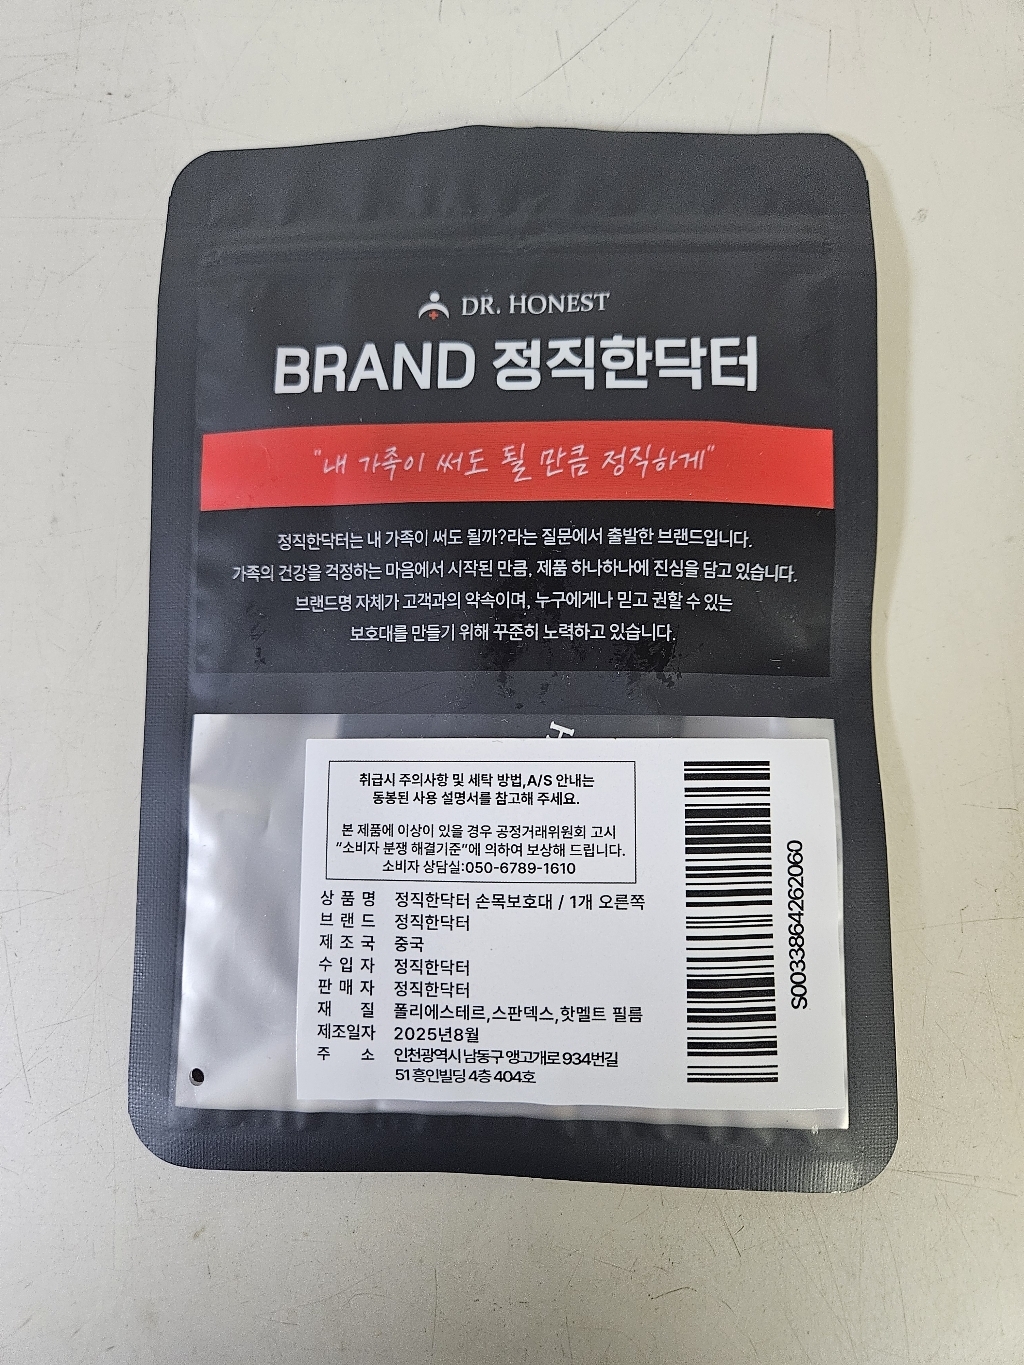 DR. HONEST
BRAND 정직한닥터
"내 가족이 써도 될 만큼 정직하게"
정직한닥터는 내 가족이 써도 될까?라는 질문에서 출발한 브랜드입니다.
가족의 건강을 걱정하는 마음에서 시작된 만큼, 제품 하나하나에 진심을 담고 있습니다.
브랜드명 자체가 고객과의 약속이며, 누구에게나 믿고 권할 수 있는
보호대를 만들기 위해 꾸준히 노력하고 있습니다.
H
취급시 주의사항 및 세탁 방법,A/S 안내는
동봉된 사용 설명서를 참고해 주세요.
본 제품에 이상이 있을 경우 공정거래위원회 고시
"소비자 분쟁 해결기준"에 의하여 보상해 드립니다.
소비자 상담실:050-6789-1610
상 품 명 정직한닥터 손목보호대 / 1개 오른쪽
브 랜 드 정직한닥터
제 조 국 중국
수 입 자 정직한닥터
판 매 자 정직한닥터
재 질 폴리에스테르,스판덱스,핫멜트 필름
제조일자 2025년8월
주 소 인천광역시 남동구 앵고개로 934번길
51 흥인빌딩 4층 404호
S0033864262060